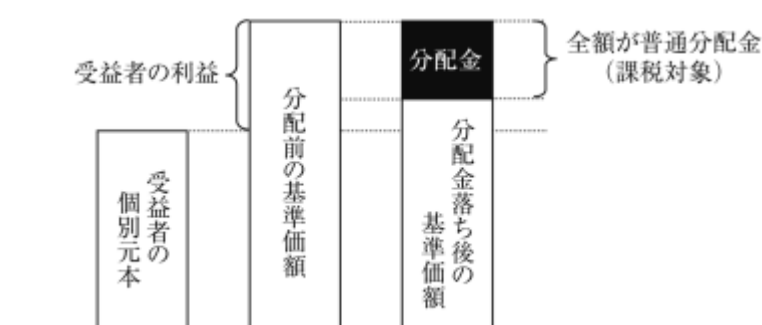 受益者の利益
分配金
全額が普通分配金
（課税対象）
受益者の
個別元本
分配前の基準価額
分配金落ち後の
基準価額